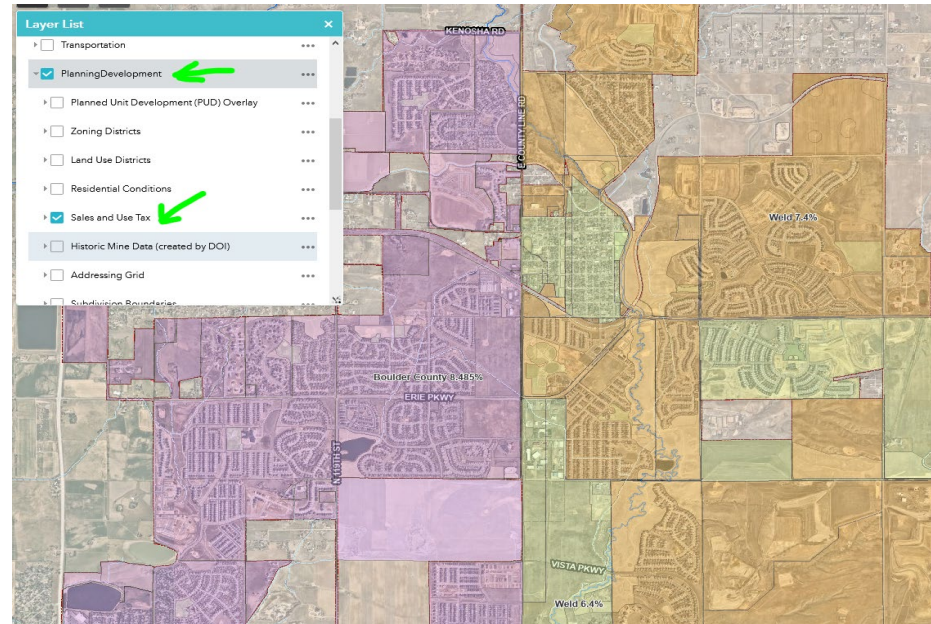 Layer List ×
Transportation •••
PlanningDevelopment •••
Planned Unit Development (PUD) Overlay •••
Zoning Districts •••
Land Use Districts •••
Residential Conditions •••
Sales and Use Tax •••
Historic Mine Data (created by DOI) •••
Addressing Grid •••
Subdivision Boundaries •••
KENOSHA RD
E COUNTY LINE RD
Weld 7.4%
Boulder County 8.485%
ERIE PKWY
N 119TH ST
VISTA PKWY
Weld 6.4%